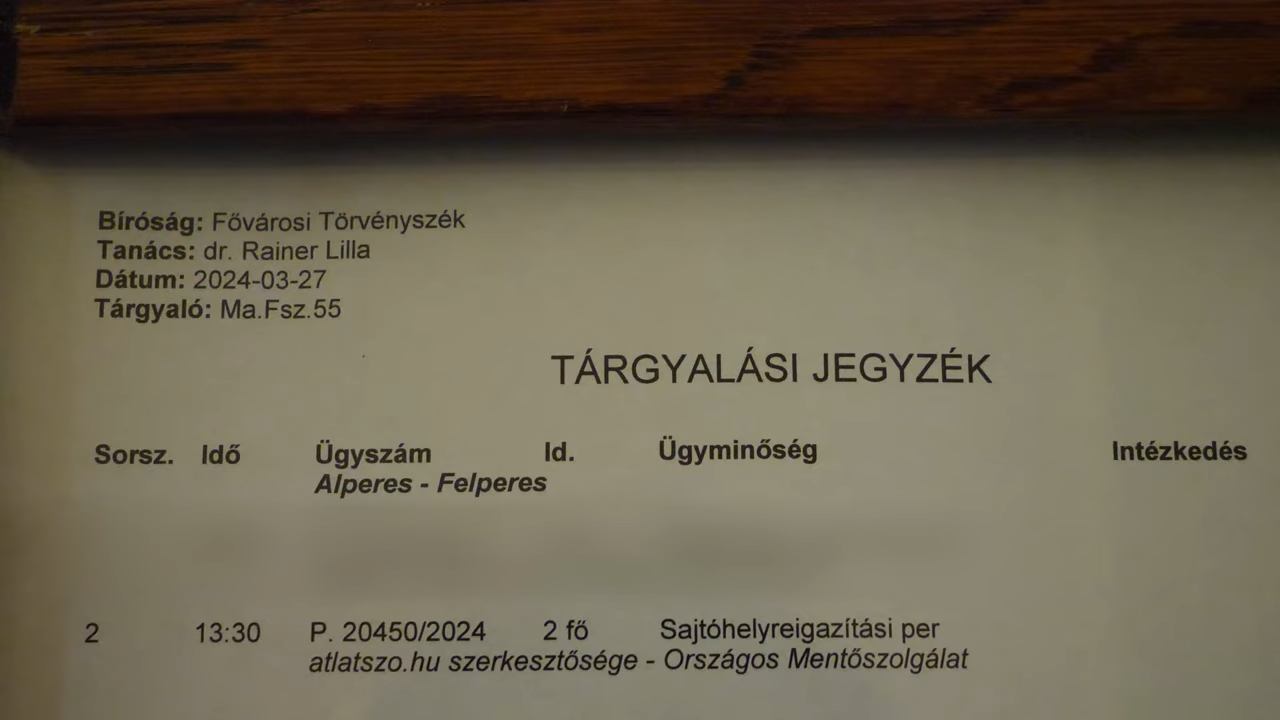 Bíróság: Fővárosi Törvényszék
Tanács: dr. Rainer Lilla
Dátum: 2024-03-27
Tárgyaló: Ma.Fsz.55
TÁRGYALÁSI JEGYZÉK
Sorsz. Idő Ügyszám Id. Ügyminőség Intézkedés
Alperes - Felperes
2 13:30 P. 20450/2024 2 fő Sajtóhelyreigazítási per
atlatszo.hu szerkesztősége - Országos Mentőszolgálat